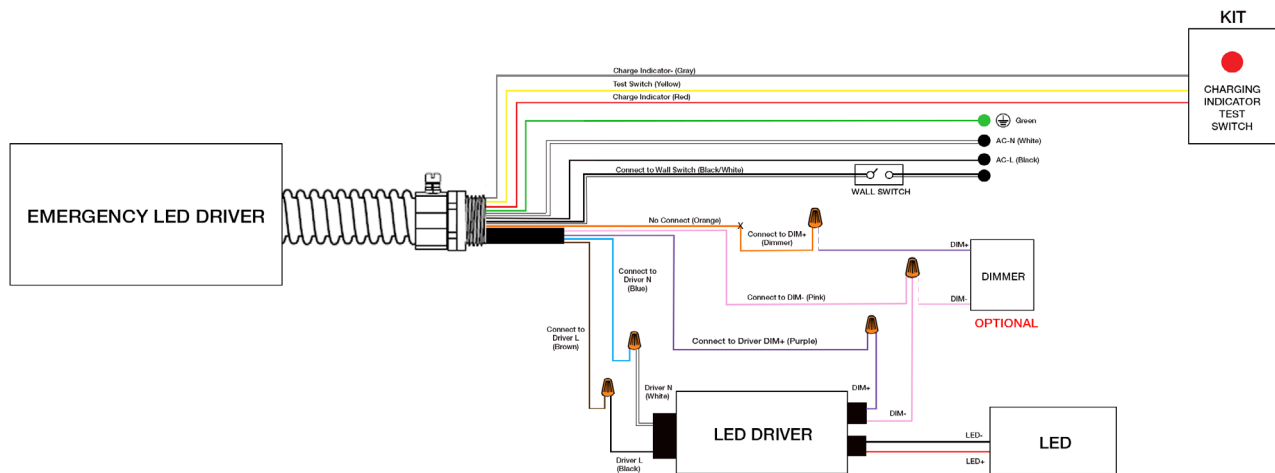 KIT
Charge Indicator- (Gray)
Test Switch (Yellow)
Charge Indicator (Red)
CHARGING
INDICATOR
TEST
SWITCH
Green
AC-N (White)
AC-L (Black)
Connect to Wall Switch (Black/White)
WALL SWITCH
EMERGENCY LED DRIVER
No Connect (Orange)
X
Connect to DIM+
(Dimmer)
DIM+
DIMMER
DIM-
OPTIONAL
Connect to
Driver N
(Blue)
Connect to DIM- (Pink)
Connect to
Driver L
(Brown)
Connect to Driver DIM+ (Purple)
Driver N
(White)
DIM+
DIM-
LED DRIVER
Driver L
(Black)
LED-
LED+
LED